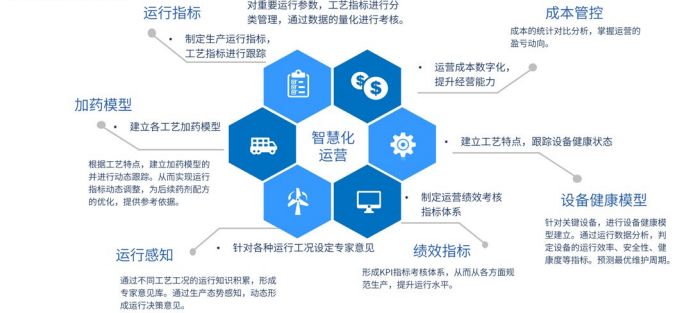 运行指标
对重要运行参数，工艺指标进行分
类管理，通过数据的量化进行考核。
• 制定生产运行指标，
工艺指标进行跟踪
成本管控
成本的统计对比分析，掌握运营的
盈亏动向。
• 运营成本数字化，
提升经营能力
加药模型
• 建立各工艺加药模型
根据工艺特点，建立加药模型的
并进行动态跟踪。从而实现运行
指标动态调整，为后续药剂配方
的优化，提供参考依据。
智慧化
运营
• 建立工艺特点，跟踪设备健康状态
设备健康模型
针对关键设备，进行设备健康模
型建立。通过运行数据分析，判
定设备的运行效率、安全性、健
康度等指标。预测最优维护周期。
运行感知
• 针对各种运行工况设定专家意见
通过不同工艺工况的运行知识积累，形成
专家意见库。通过生产态势感知，动态形
成运行决策意见。
• 制定运营绩效考核
指标体系
绩效指标
形成KPI指标考核体系，从而从各方面规
范生产，提升运行水平。